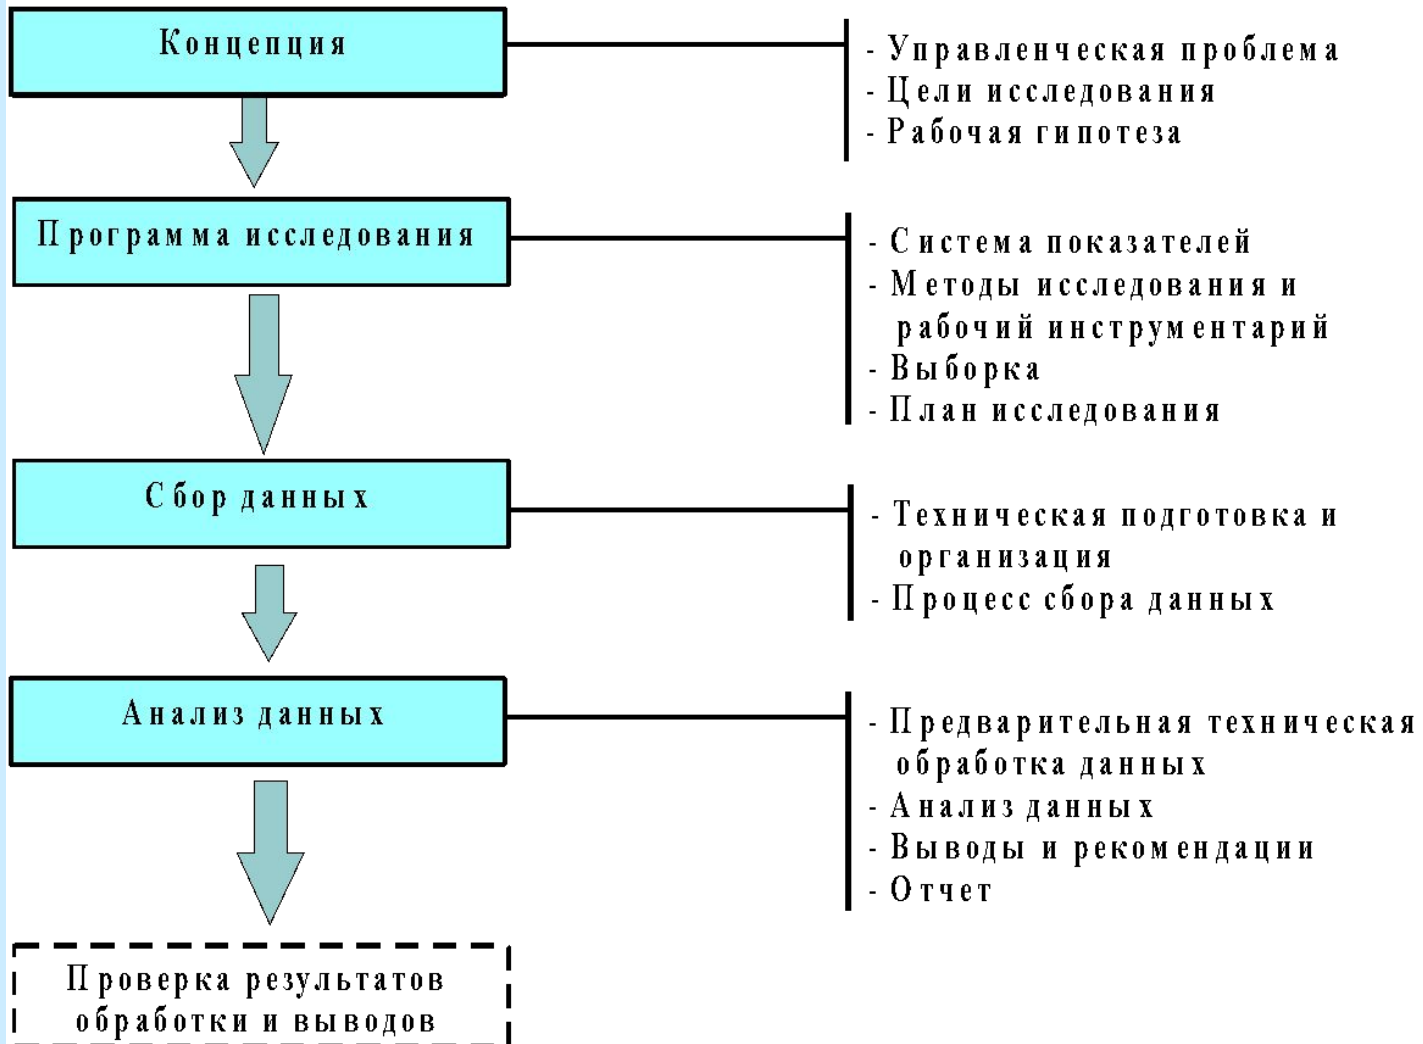 Концепция
- Управленческая проблема
- Цели исследования
- Рабочая гипотеза
Программа исследования
- Система показателей
- Методы исследования и
рабочий инструментарий
- Выборка
- План исследования
Сбор данных
- Техническая подготовка и
организация
- Процесс сбора данных
Анализ данных
- Предварительная техническая
обработка данных
- Анализ данных
- Выводы и рекомендации
- Отчет
Проверка результатов
обработки и выводов